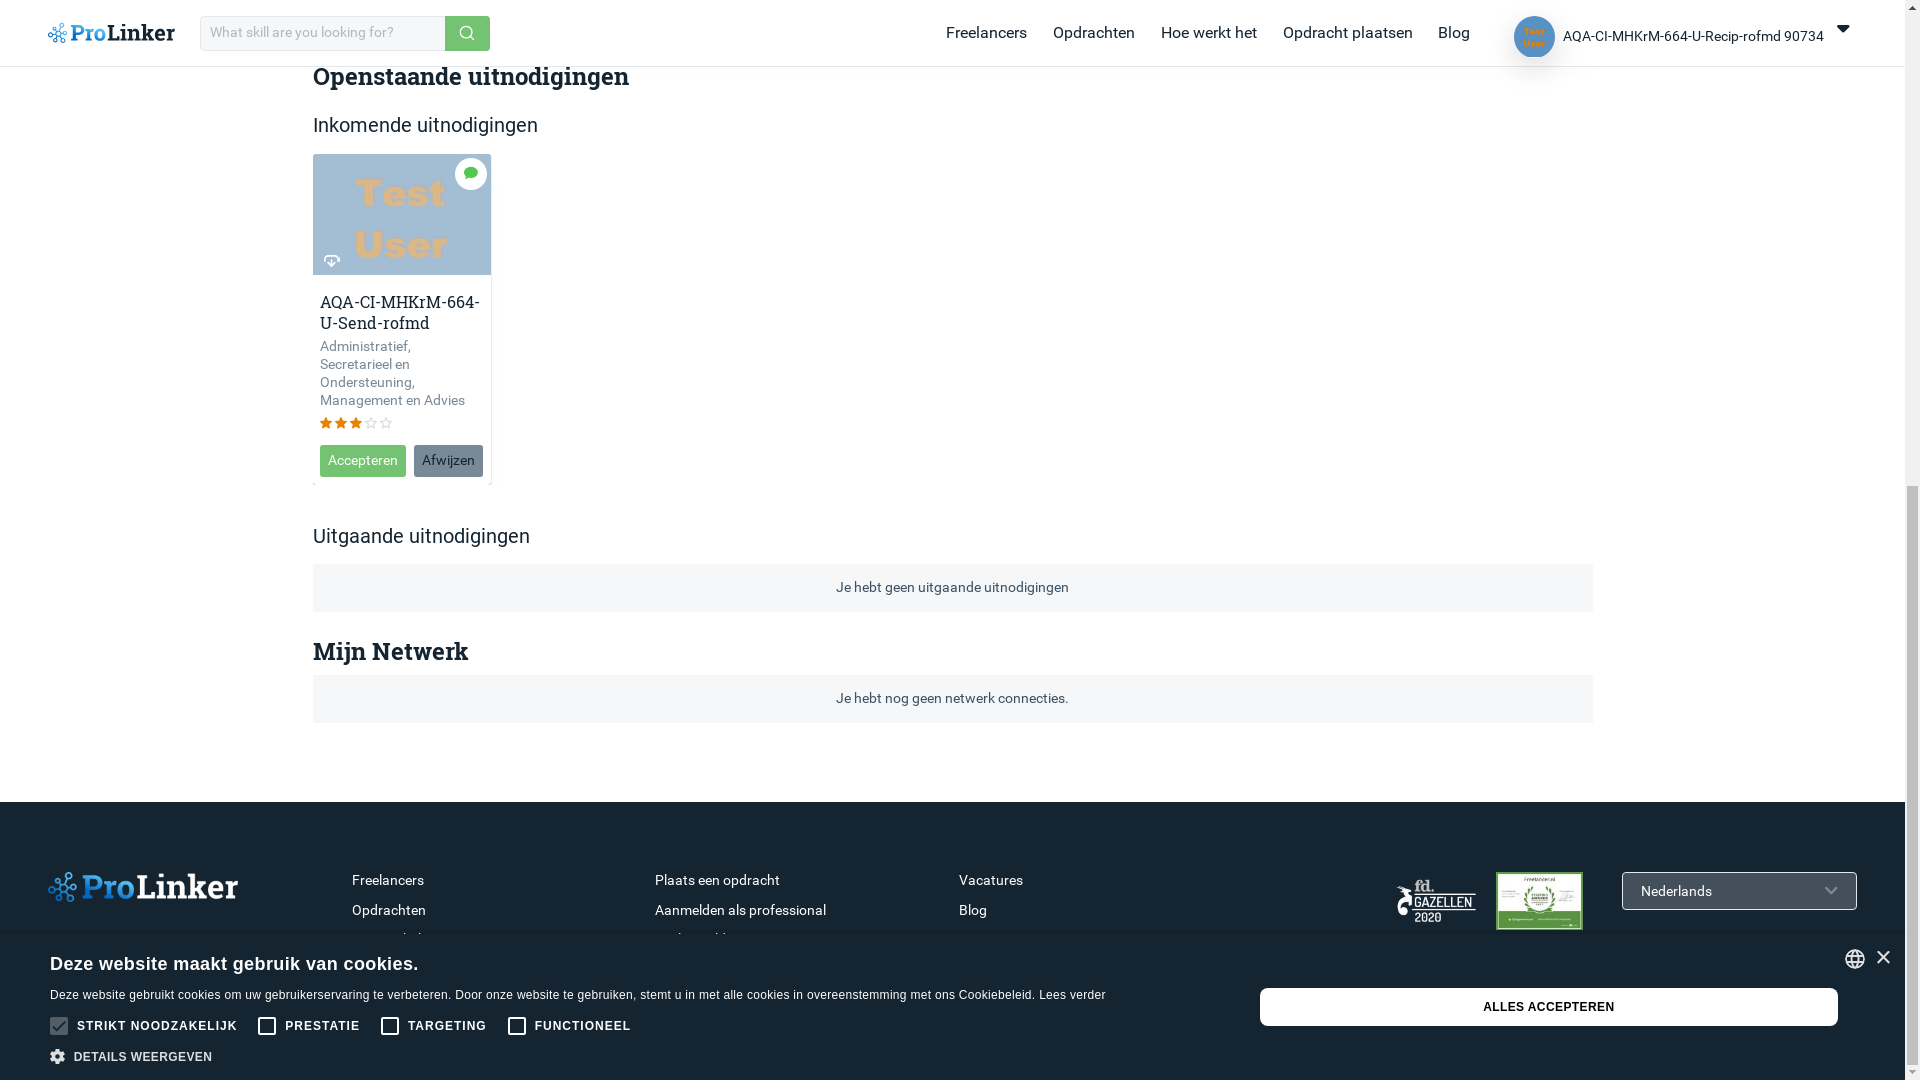 ProLinker
What skill are you looking for?
Freelancers
Opdrachten
Hoe werkt het
Opdracht plaatsen
Blog
Test User
AQA-CI-MHKrM-664-U-Recip-rofmd 90734
Openstaande uitnodigingen
Inkomende uitnodigingen
Test
User
AQA-CI-MHKrM-664-
U-Send-rofmd
Administratief,
Secretarieel en
Ondersteuning,
Management en Advies
Accepteren
Afwijzen
Uitgaande uitnodigingen
Je hebt geen uitgaande uitnodigingen
Mijn Netwerk
Je hebt nog geen netwerk connecties.
ProLinker
Freelancers
Opdrachten
Plaats een opdracht
Aanmelden als professional
Vacatures
Blog
fd.
GAZELLEN
2020
Freelancer.nl
Nederlands
Deze website maakt gebruik van cookies.
Deze website gebruikt cookies om uw gebruikerservaring te verbeteren. Door onze website te gebruiken, stemt u in met alle cookies in overeenstemming met ons Cookiebeleid. Lees verder
STRIKT NOODZAKELIJK
PRESTATIE
TARGETING
FUNCTIONEEL
DETAILS WEERGEVEN
ALLES ACCEPTEREN